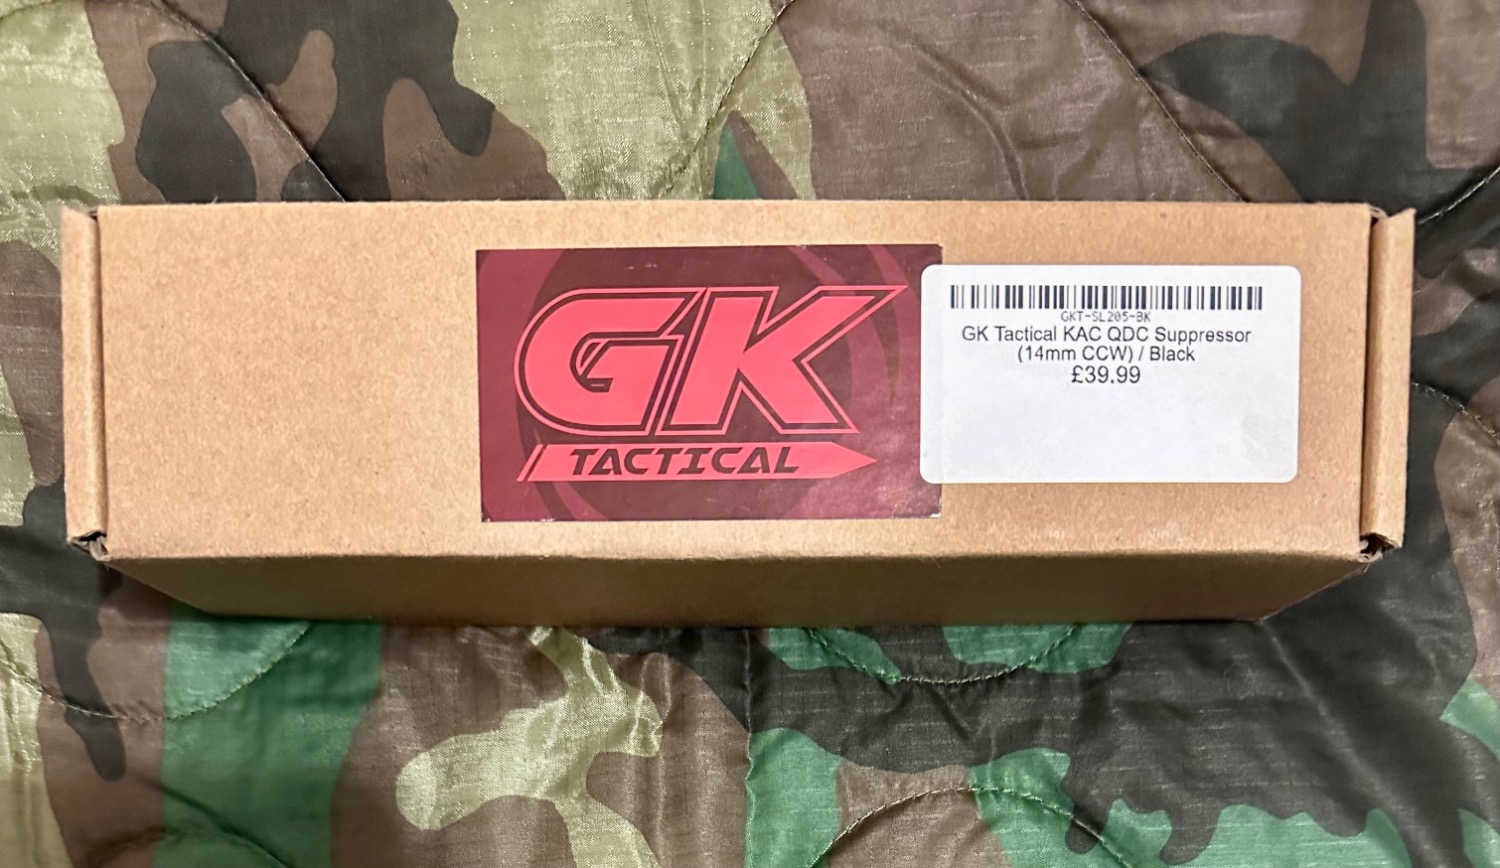 GK
TACTICAL
GKT-SL205-BK
GK Tactical KAC QDC Suppressor
(14mm CCW) / Black
£39.99